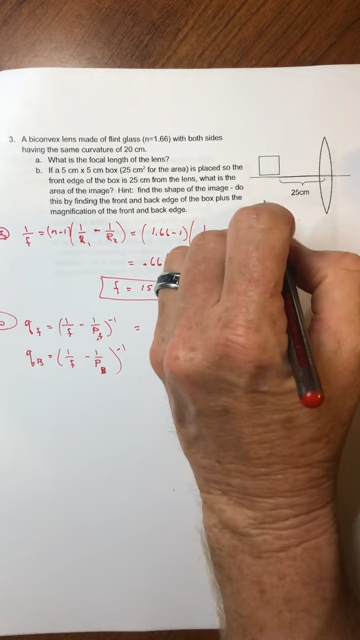 3. A biconvex lens made of flint glass (n=1.66) with both sides
having the same curvature of 20 cm.
a. What is the focal length of the lens?
b. If a 5 cm x 5 cm box (25 cm² for the area) is placed so the
front edge of the box is 25 cm from the lens, what is the
area of the image? Hint: find the shape of the image - do
this by finding the front and back edge of the box plus the
magnification of the front and back edge.
25cm
1/f = (n-1)(1/R₁ - 1/R₂) = (1.66-1)(1
= .66
f = 15
q_f = (1/f - 1/P_f)⁻¹ =
q_B = (1/f - 1/P_B)⁻¹